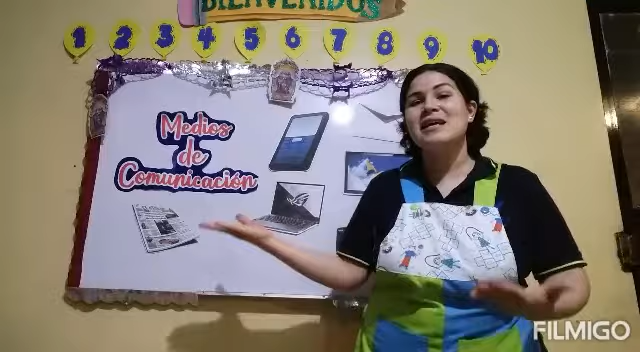 BIENVENIDOS
1 2 3 4 5 6 7 8 9 10
Medios
de
Comunicación
FILMIGO